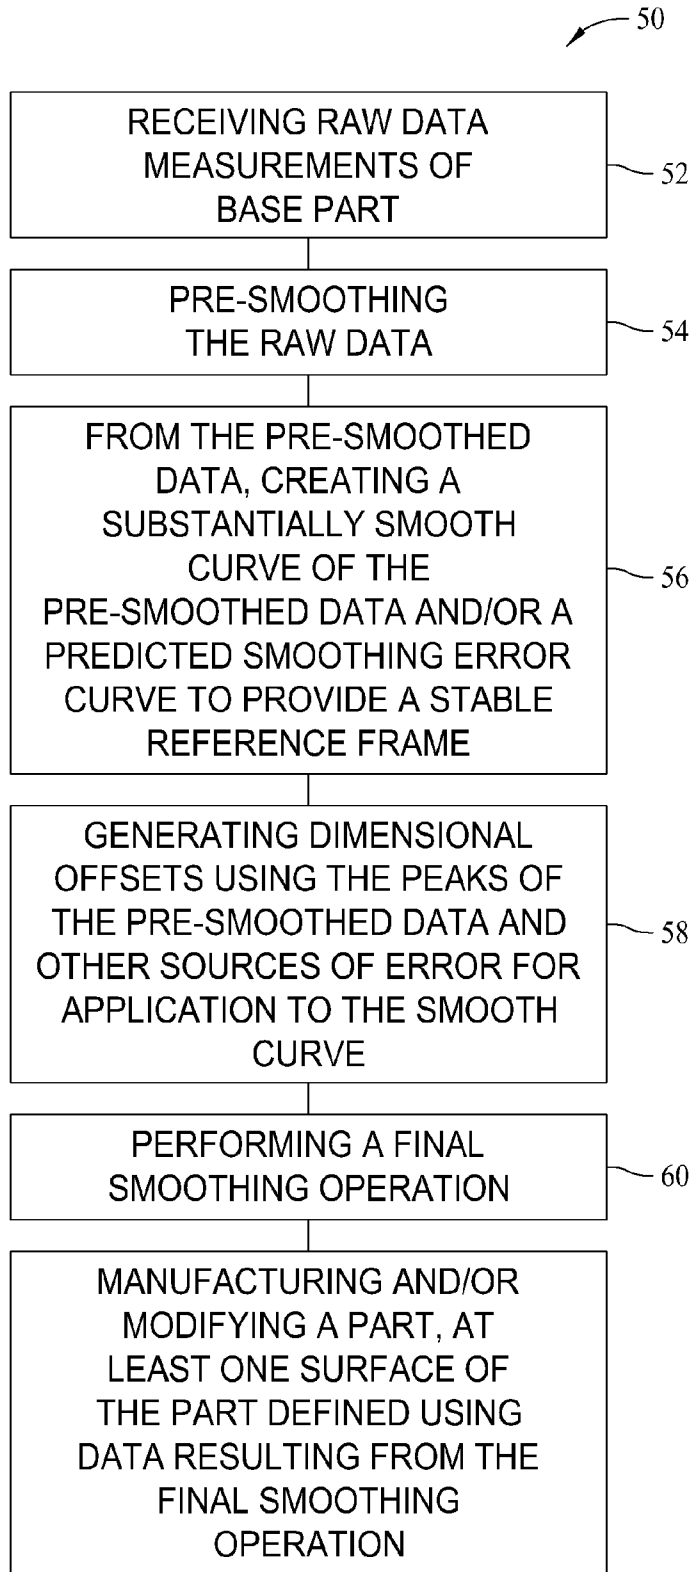 50
RECEIVING RAW DATA
MEASUREMENTS OF
BASE PART
52
PRE-SMOOTHING
THE RAW DATA
54
FROM THE PRE-SMOOTHED
DATA, CREATING A
SUBSTANTIALLY SMOOTH
CURVE OF THE
PRE-SMOOTHED DATA AND/OR A
PREDICTED SMOOTHING ERROR
CURVE TO PROVIDE A STABLE
REFERENCE FRAME
56
GENERATING DIMENSIONAL
OFFSETS USING THE PEAKS OF
THE PRE-SMOOTHED DATA AND
OTHER SOURCES OF ERROR FOR
APPLICATION TO THE SMOOTH
CURVE
58
PERFORMING A FINAL
SMOOTHING OPERATION
60
MANUFACTURING AND/OR
MODIFYING A PART, AT
LEAST ONE SURFACE OF
THE PART DEFINED USING
DATA RESULTING FROM THE
FINAL SMOOTHING
OPERATION